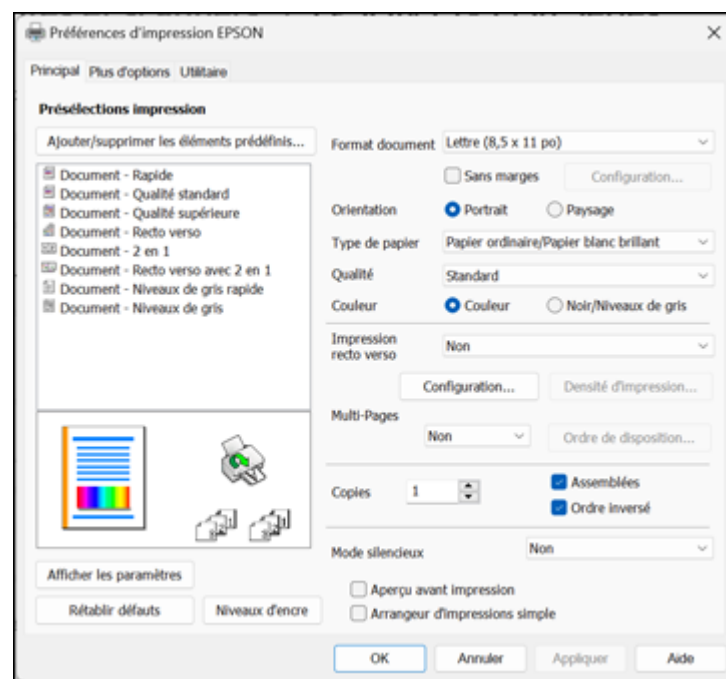 Préférences d'impression EPSON
Principal Plus d'options Utilitaire
Présélections impression
Ajouter/supprimer les éléments prédéfinis...
Document - Rapide
Document - Qualité standard
Document - Qualité supérieure
Document - Recto verso
Document - 2 en 1
Document - Recto verso avec 2 en 1
Document - Niveaux de gris rapide
Document - Niveaux de gris
Afficher les paramètres
Rétablir défauts Niveaux d'encre
Format document Lettre (8,5 x 11 po)
Sans marges Configuration...
Orientation Portrait Paysage
Type de papier Papier ordinaire/Papier blanc brillant
Qualité Standard
Couleur Couleur Noir/Niveaux de gris
Impression
recto verso Non
Configuration... Densité d'impression...
Multi-Pages
Non Ordre de disposition...
Copies 1 Assemblées
Ordre inversé
Mode silencieux Non
Aperçu avant impression
Arrangeur d'impressions simple
OK Annuler Appliquer Aide